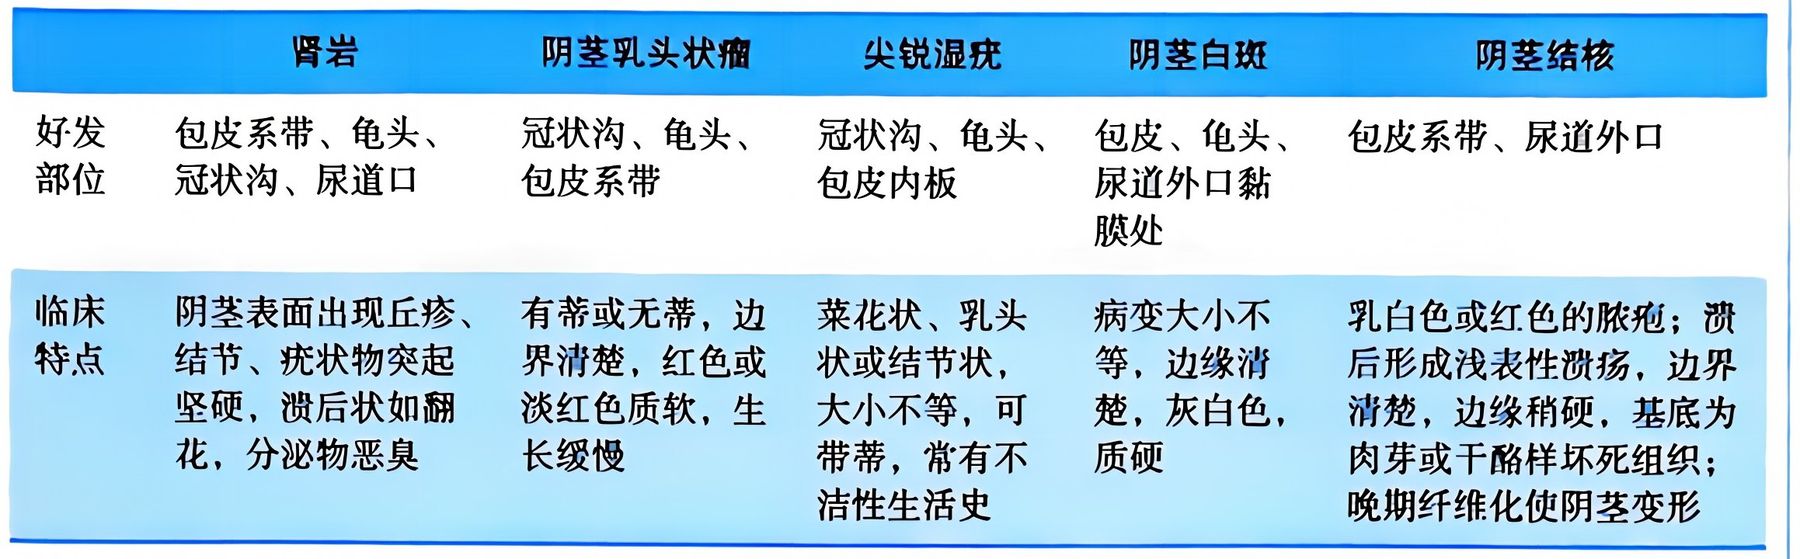 肾岩 阴茎乳头状瘤 尖锐湿疣 阴茎白斑 阴茎结核
好发 包皮系带、龟头、 冠状沟、龟头、 冠状沟、龟头、 包皮、龟头、 包皮系带、尿道外口
部位 冠状沟、尿道口 包皮系带 包皮内板 尿道外口黏
膜处
临床 阴茎表面出现丘疹、 有蒂或无蒂，边 菜花状、乳头 病变大小不 乳白色或红色的脓疱；溃
特点 结节、疣状物突起 界清楚，红色或 状或结节状， 等，边缘清 后形成浅表性溃疡，边界
坚硬，溃后状如翻 淡红色质软，生 大小不等，可 楚，灰白色， 清楚，边缘稍硬，基底为
花，分泌物恶臭 长缓慢 带蒂，常有不 质硬 肉芽或干酪样坏死组织；
洁性生活史 晚期纤维化使阴茎变形